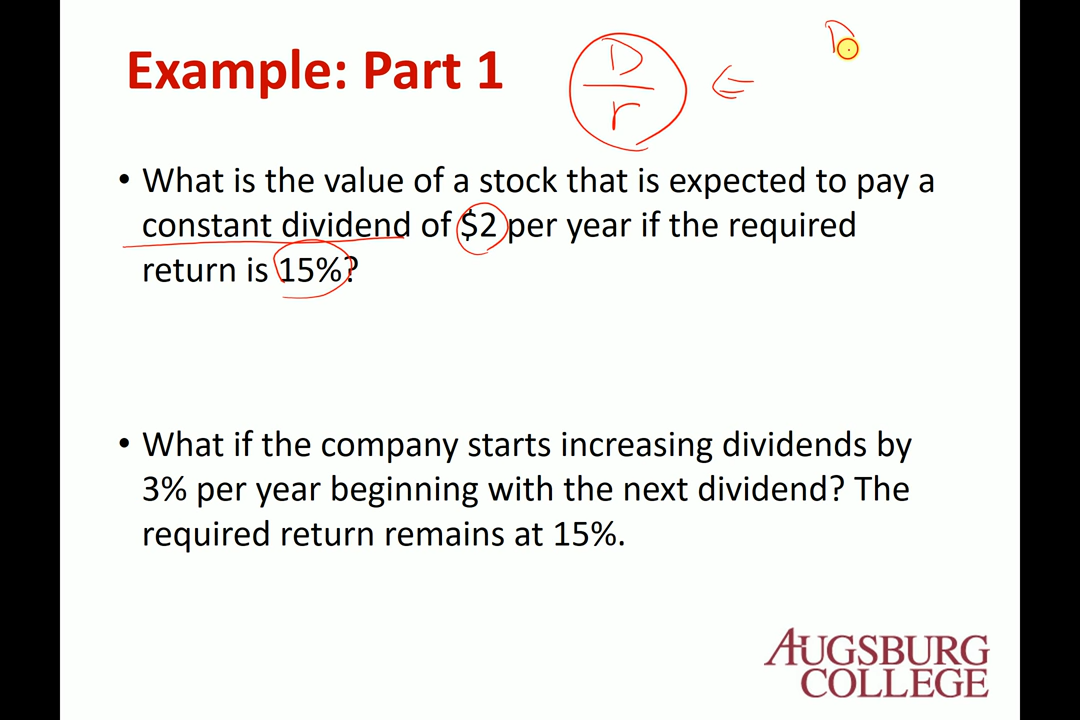 Example: Part 1
D
r
⇐
D
• What is the value of a stock that is expected to pay a
constant dividend of $2 per year if the required
return is 15%?
• What if the company starts increasing dividends by
3% per year beginning with the next dividend? The
required return remains at 15%.
AUGSBURG
COLLEGE